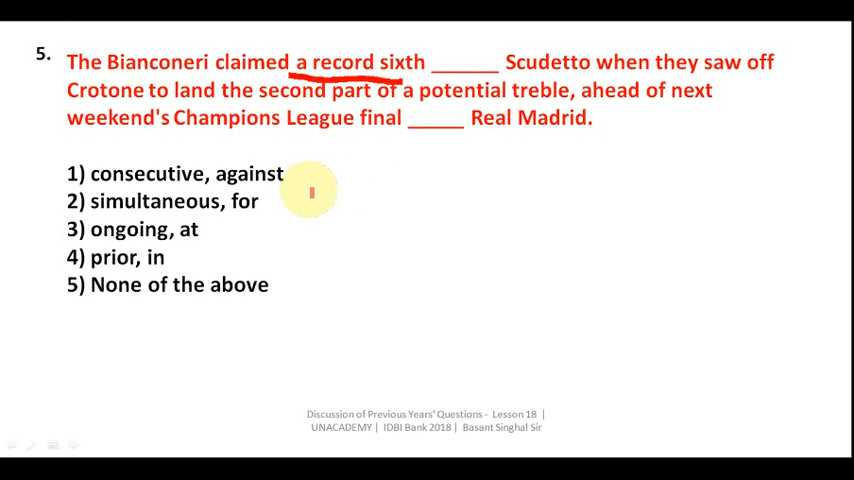 5. The Bianconeri claimed a record sixth ______ Scudetto when they saw off
Crotone to land the second part of a potential treble, ahead of next
weekend's Champions League final _____ Real Madrid.
1) consecutive, against
2) simultaneous, for
3) ongoing, at
4) prior, in
5) None of the above
Discussion of Previous Years' Questions - Lesson 18 |
UNACADEMY | IDBI Bank 2018 | Basant Singhal Sir